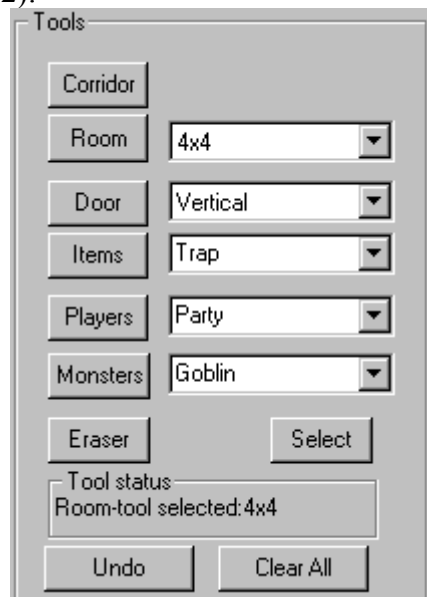 2).
Tools
Corridor
Room 4x4
Door Vertical
Items Trap
Players Party
Monsters Goblin
Eraser Select
Tool status
Room-tool selected:4x4
Undo Clear All